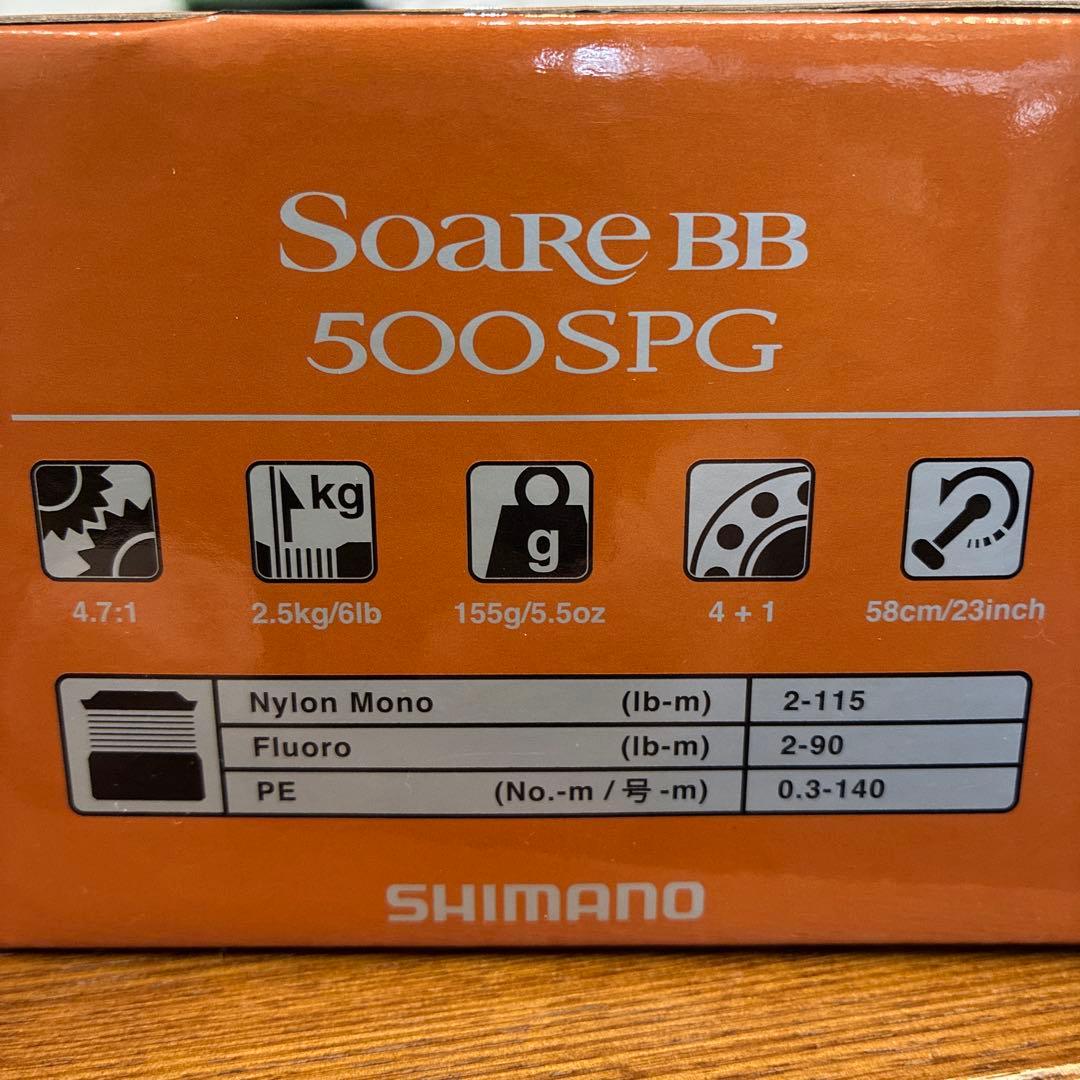 Soare BB
500SPG
kg
g
4.7:1 2.5kg/6lb 155g/5.5oz 4 + 1 58cm/23inch
Nylon Mono (lb-m) 2-115
Fluoro (lb-m) 2-90
PE (No.-m / 号 -m) 0.3-140
SHIMANO